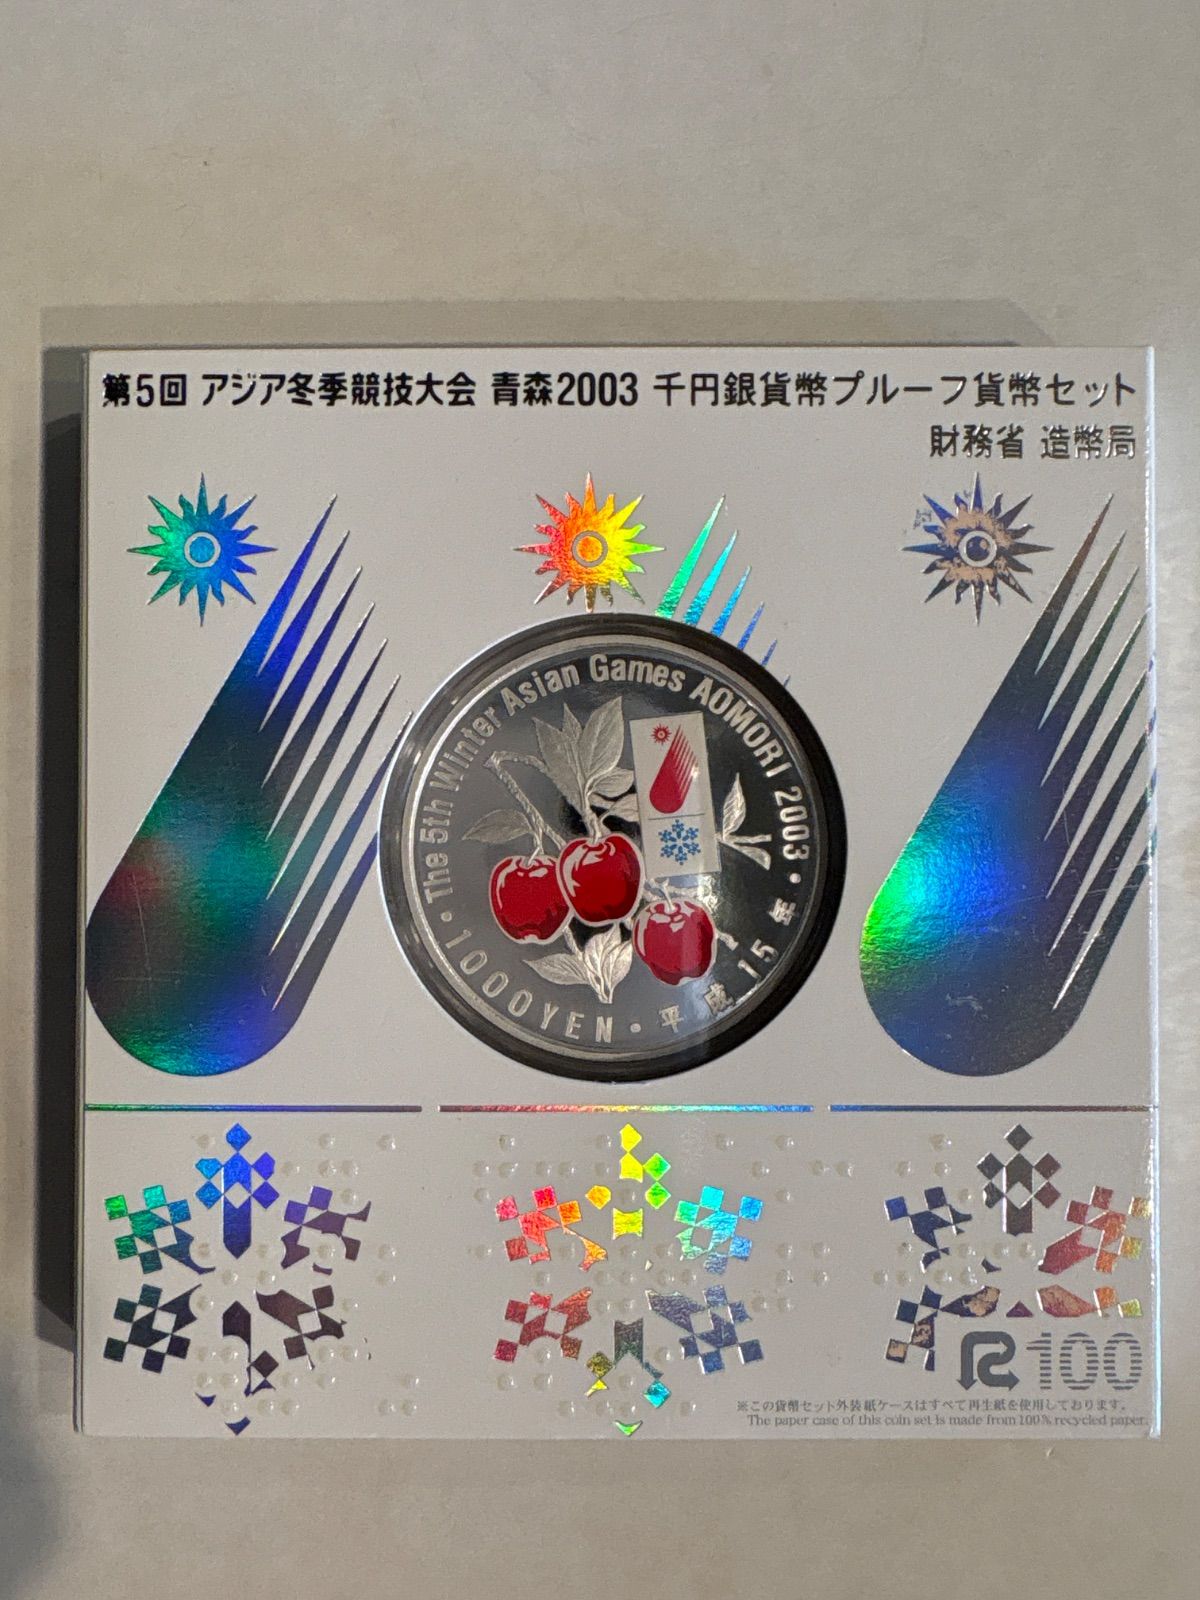 第5回 アジア冬季競技大会 青森2003 千円銀貨幣プルーフ貨幣セット
財務省 造幣局
・The 5th Winter Asian Games AOMORI 2003・
1000YEN・平成15年
R100
※この貨幣セット外装紙ケースはすべて再生紙を使用しております。
The paper case of this coin set is made from 100% recycled paper.